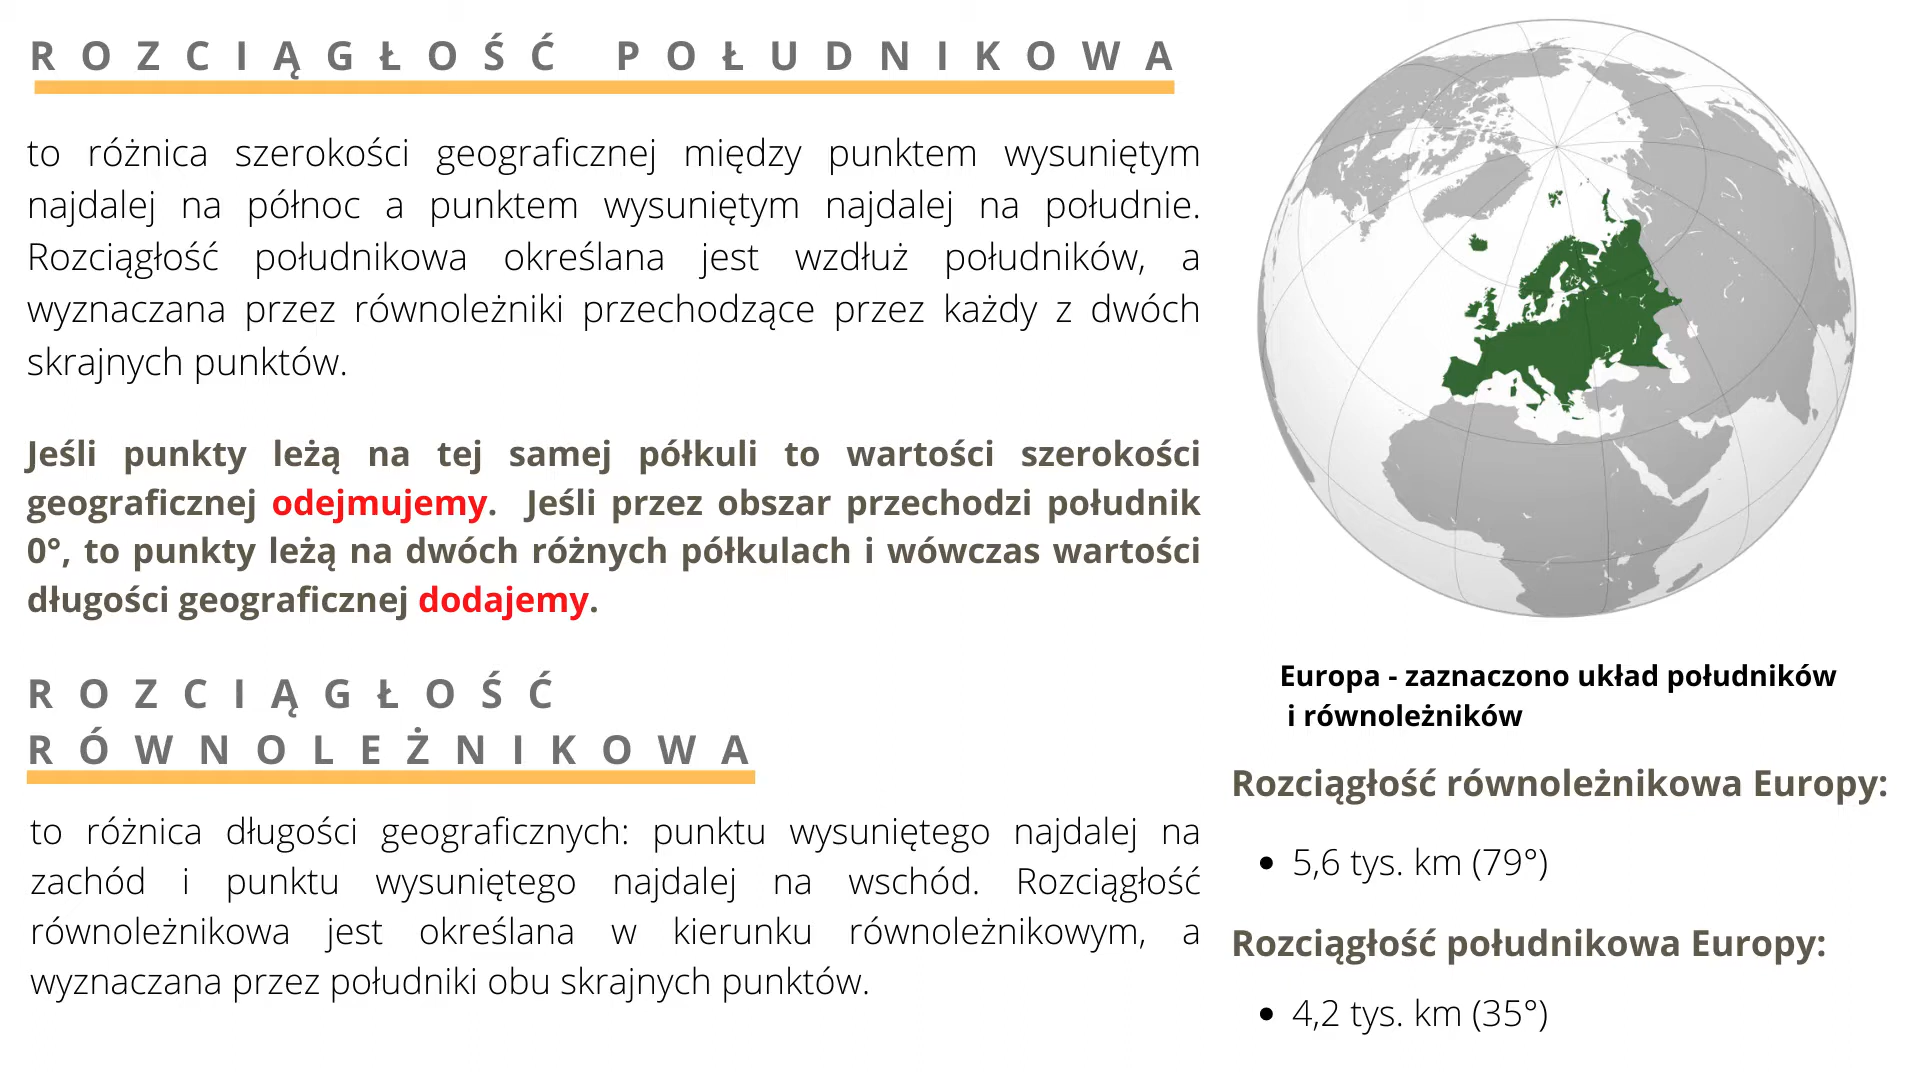 ROZCIĄGŁOŚĆ POŁUDNIKOWA
to różnica szerokości geograficznej między punktem wysuniętym
najdalej na północ a punktem wysuniętym najdalej na południe.
Rozciągłość południkowa określana jest wzdłuż południków, a
wyznaczana przez równoleżniki przechodzące przez każdy z dwóch
skrajnych punktów.
Jeśli punkty leżą na tej samej półkuli to wartości szerokości
geograficznej odejmujemy. Jeśli przez obszar przechodzi południk
0°, to punkty leżą na dwóch różnych półkulach i wówczas wartości
długości geograficznej dodajemy.
ROZCIĄGŁOŚĆ
RÓWNOLEŻNIKOWA
to różnica długości geograficznych: punktu wysuniętego najdalej na
zachód i punktu wysuniętego najdalej na wschód. Rozciągłość
równoleżnikowa jest określana w kierunku równoleżnikowym, a
wyznaczana przez południki obu skrajnych punktów.
Europa - zaznaczono układ południków
i równoleżników
Rozciągłość równoleżnikowa Europy:
• 5,6 tys. km (79°)
Rozciągłość południkowa Europy:
• 4,2 tys. km (35°)